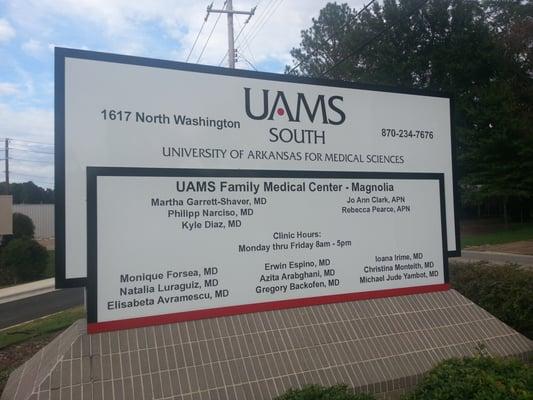 UAMS
1617 North Washington
SOUTH
870-234-7676
UNIVERSITY OF ARKANSAS FOR MEDICAL SCIENCES
UAMS Family Medical Center - Magnolia
Martha Garrett-Shaver, MD
Jo Ann Clark, APN
Philipp Narciso, MD
Rebecca Pearce, APN
Kyle Diaz, MD
Clinic Hours:
Monday thru Friday 8am - 5pm
Monique Forsea, MD
Erwin Espino, MD
Ioana Irime, MD
Natalia Luraguiz, MD
Azita Arabghani, MD
Christina Monteith, MD
Elisabeta Avramescu, MD
Gregory Backofen, MD
Michael Jude Yambot, MD